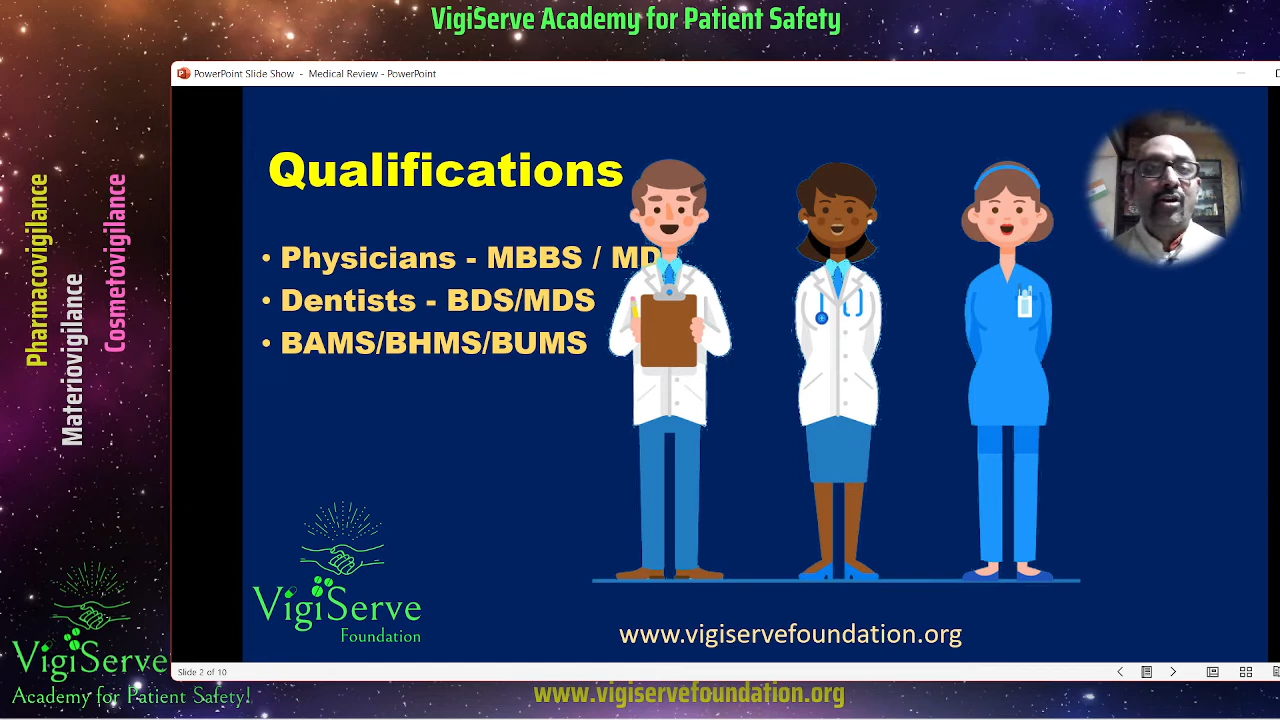 VigiServe Academy for Patient Safety
PowerPoint Slide Show - Medical Review - PowerPoint
Qualifications
• Physicians - MBBS / MD
• Dentists - BDS/MDS
• BAMS/BHMS/BUMS
Pharmacovigilance
Materiovigilance
Cosmetovigilance
VigiServe
Foundation
www.vigiservefoundation.org
VigiServe
Academy for Patient Safety!
Slide 2 of 10
www.vigiservefoundation.org